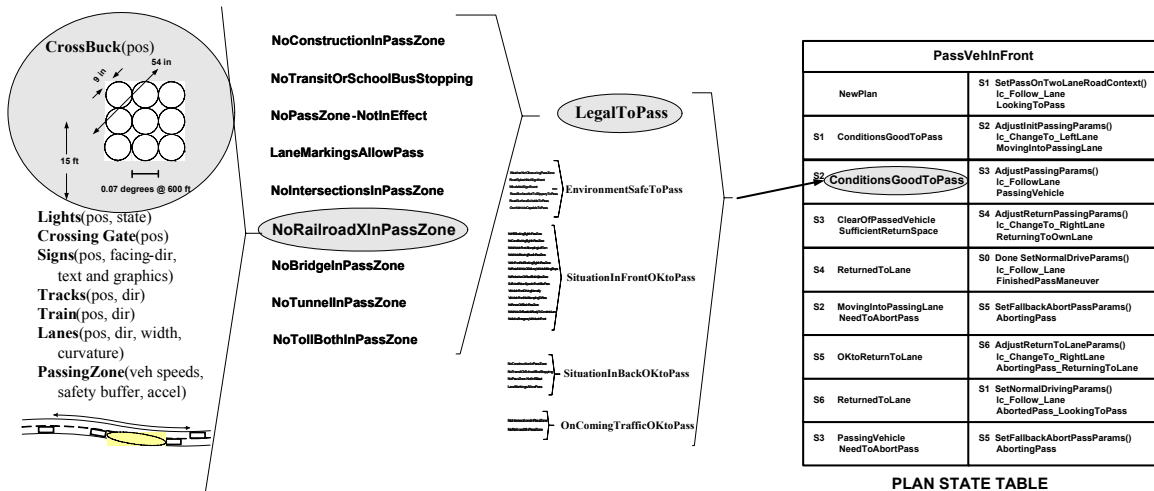 CrossBuck(pos)
9 in
54 in
15 ft
0.07 degrees @ 600 ft
Lights(pos, state)
Crossing Gate(pos)
Signs(pos, facing-dir,
text and graphics)
Tracks(pos, dir)
Train(pos, dir)
Lanes(pos, dir, width,
curvature)
PassingZone(veh speeds,
safety buffer, accel)
NoConstructionInPassZone
NoTransitOrSchoolBusStopping
NoPassZone -NotInEffect
LaneMarkingsAllowPass
NoIntersectionsInPassZone
NoRailroadXInPassZone
NoBridgeInPassZone
NoTunnelInPassZone
NoTollBothInPassZone
LegalToPass
EnvironmentSafeToPass
SituationInFrontOKtoPass
SituationInBackOKtoPass
OnComingTrafficOKtoPass
PassVehInFront
NewPlan
S1 SetPassOnTwoLaneRoadContext()
lc_Follow_Lane
LookingToPass
S1 ConditionsGoodToPass
S2 AdjustInitPassingParams()
lc_ChangeTo_LeftLane
MovingIntoPassingLane
S2 ConditionsGoodToPass
S3 AdjustPassingParams()
lc_FollowLane
PassingVehicle
S3 ClearOfPassedVehicle
SufficientReturnSpace
S4 AdjustReturnPassingParams()
lc_ChangeTo_RightLane
ReturningToOwnLane
S4 ReturnedToLane
S0 Done SetNormalDriveParams()
lc_Follow_Lane
FinishedPassManeuver
S2 MovingIntoPassingLane
NeedToAbortPass
S5 SetFallbackAbortPassParams()
AbortingPass
S5 OKtoReturnToLane
S6 AdjustReturnToLaneParams()
lc_ChangeTo_RightLane
AbortingPass_ReturningToLane
S6 ReturnedToLane
S1 SetNormalDrivingParams()
lc_Follow_Lane
AbortedPass_LookingToPass
S3 PassingVehicle
NeedToAbortPass
S5 SetFallbackAbortPassParams()
AbortingPass
PLAN STATE TABLE